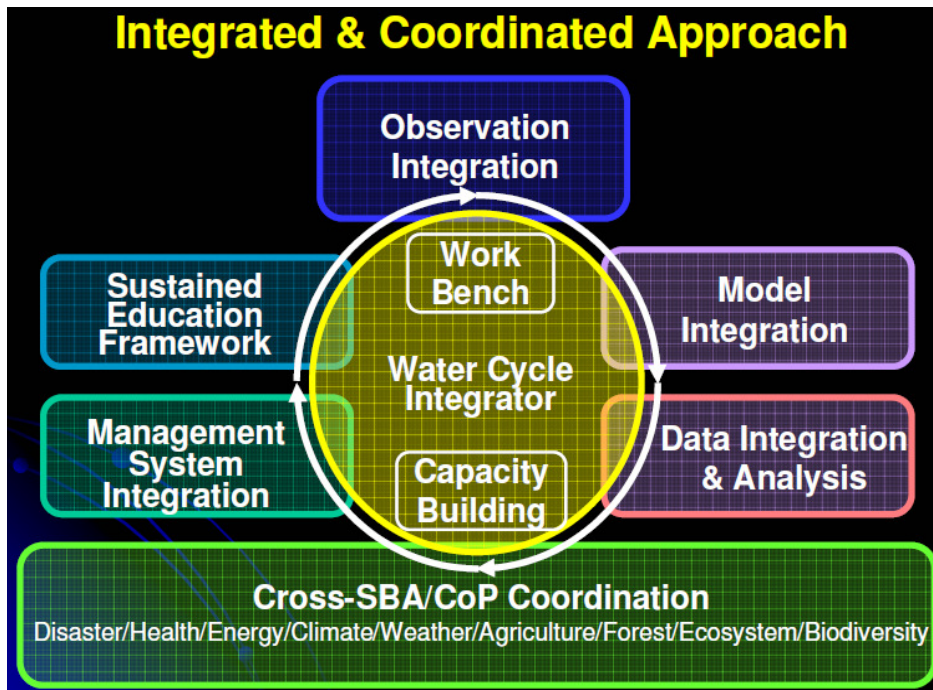 Integrated & Coordinated Approach
Observation
Integration
Work
Bench
Sustained
Education
Framework
Model
Integration
Water Cycle
Integrator
Management
System
Integration
Data Integration
& Analysis
Capacity
Building
Cross-SBA/CoP Coordination
Disaster/Health/Energy/Climate/Weather/Agriculture/Forest/Ecosystem/Biodiversity